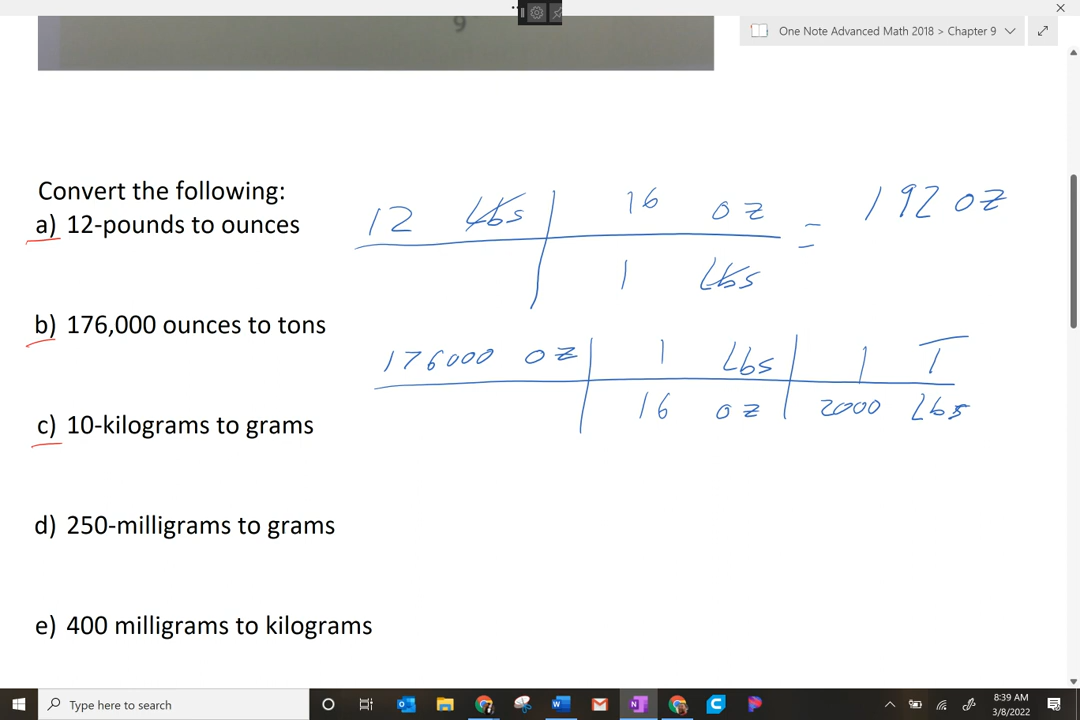 9
One Note Advanced Math 2018 > Chapter 9
Convert the following:
a) 12-pounds to ounces
12 Lbs | 16 oz = 192 oz
1 Lbs
b) 176,000 ounces to tons
176000 oz | 1 Lbs | 1 T
16 oz | 2000 Lbs
c) 10-kilograms to grams
d) 250-milligrams to grams
e) 400 milligrams to kilograms
Type here to search
8:39 AM
3/8/2022